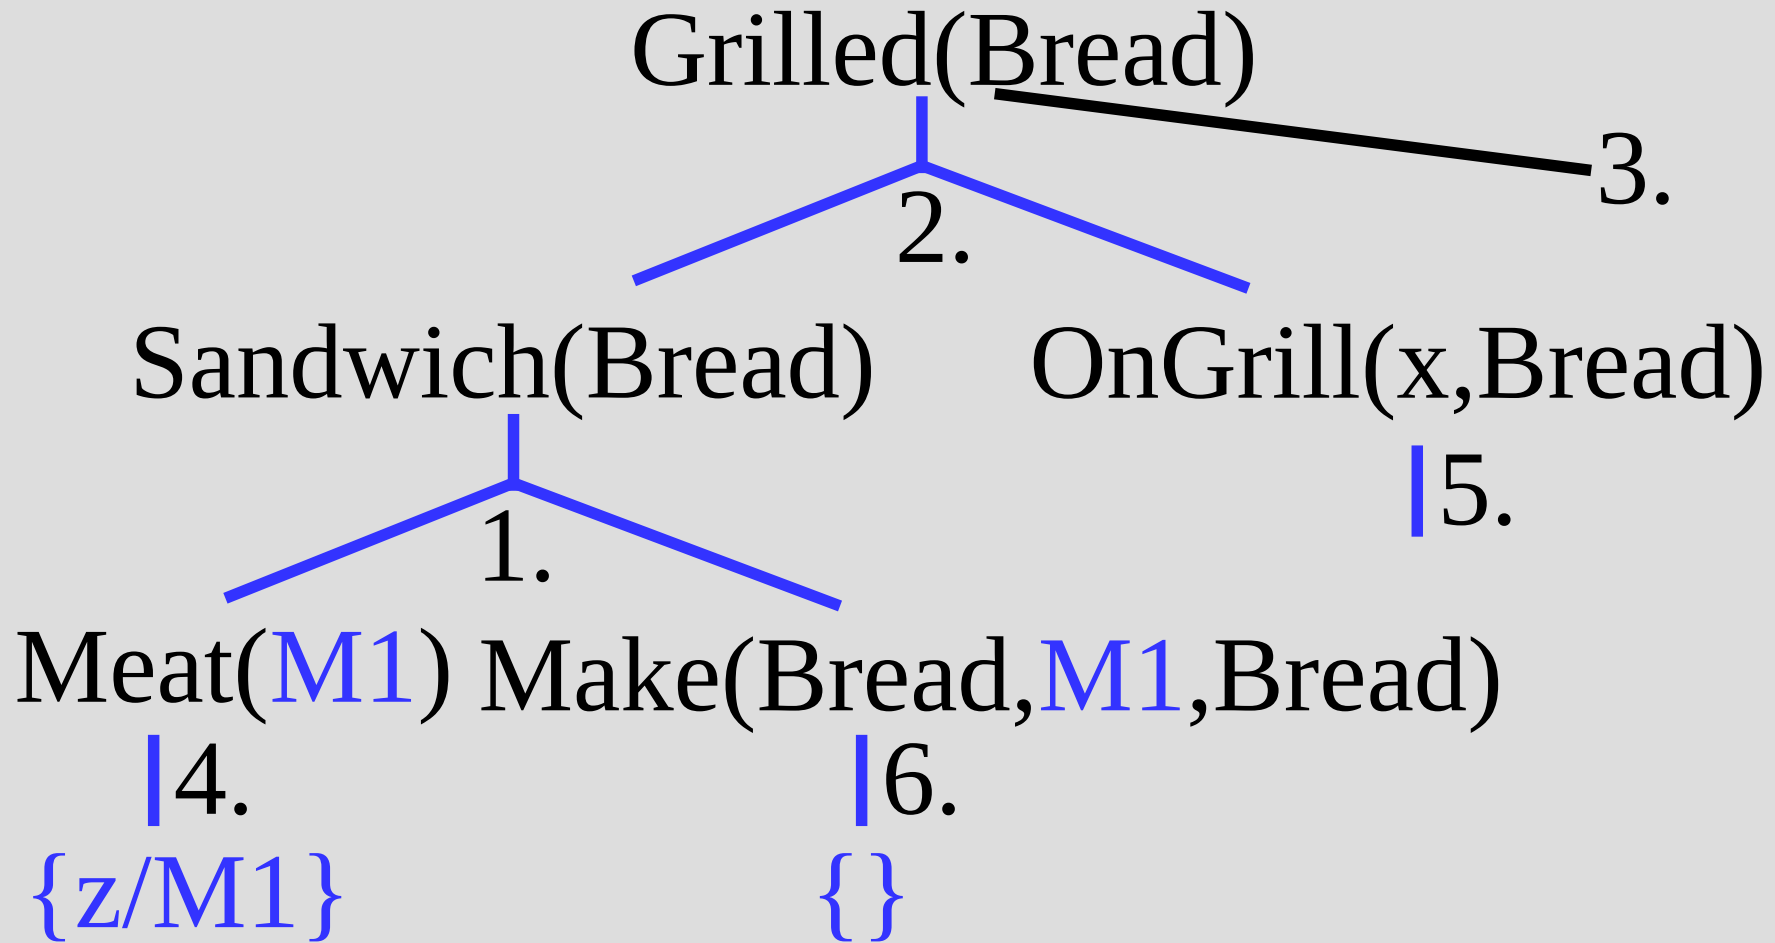 Grilled(Bread)
3.
2.
Sandwich(Bread) OnGrill(x,Bread)
5.
1.
Meat(M1) Make(Bread,M1,Bread)
4. 6.
{z/M1} {}